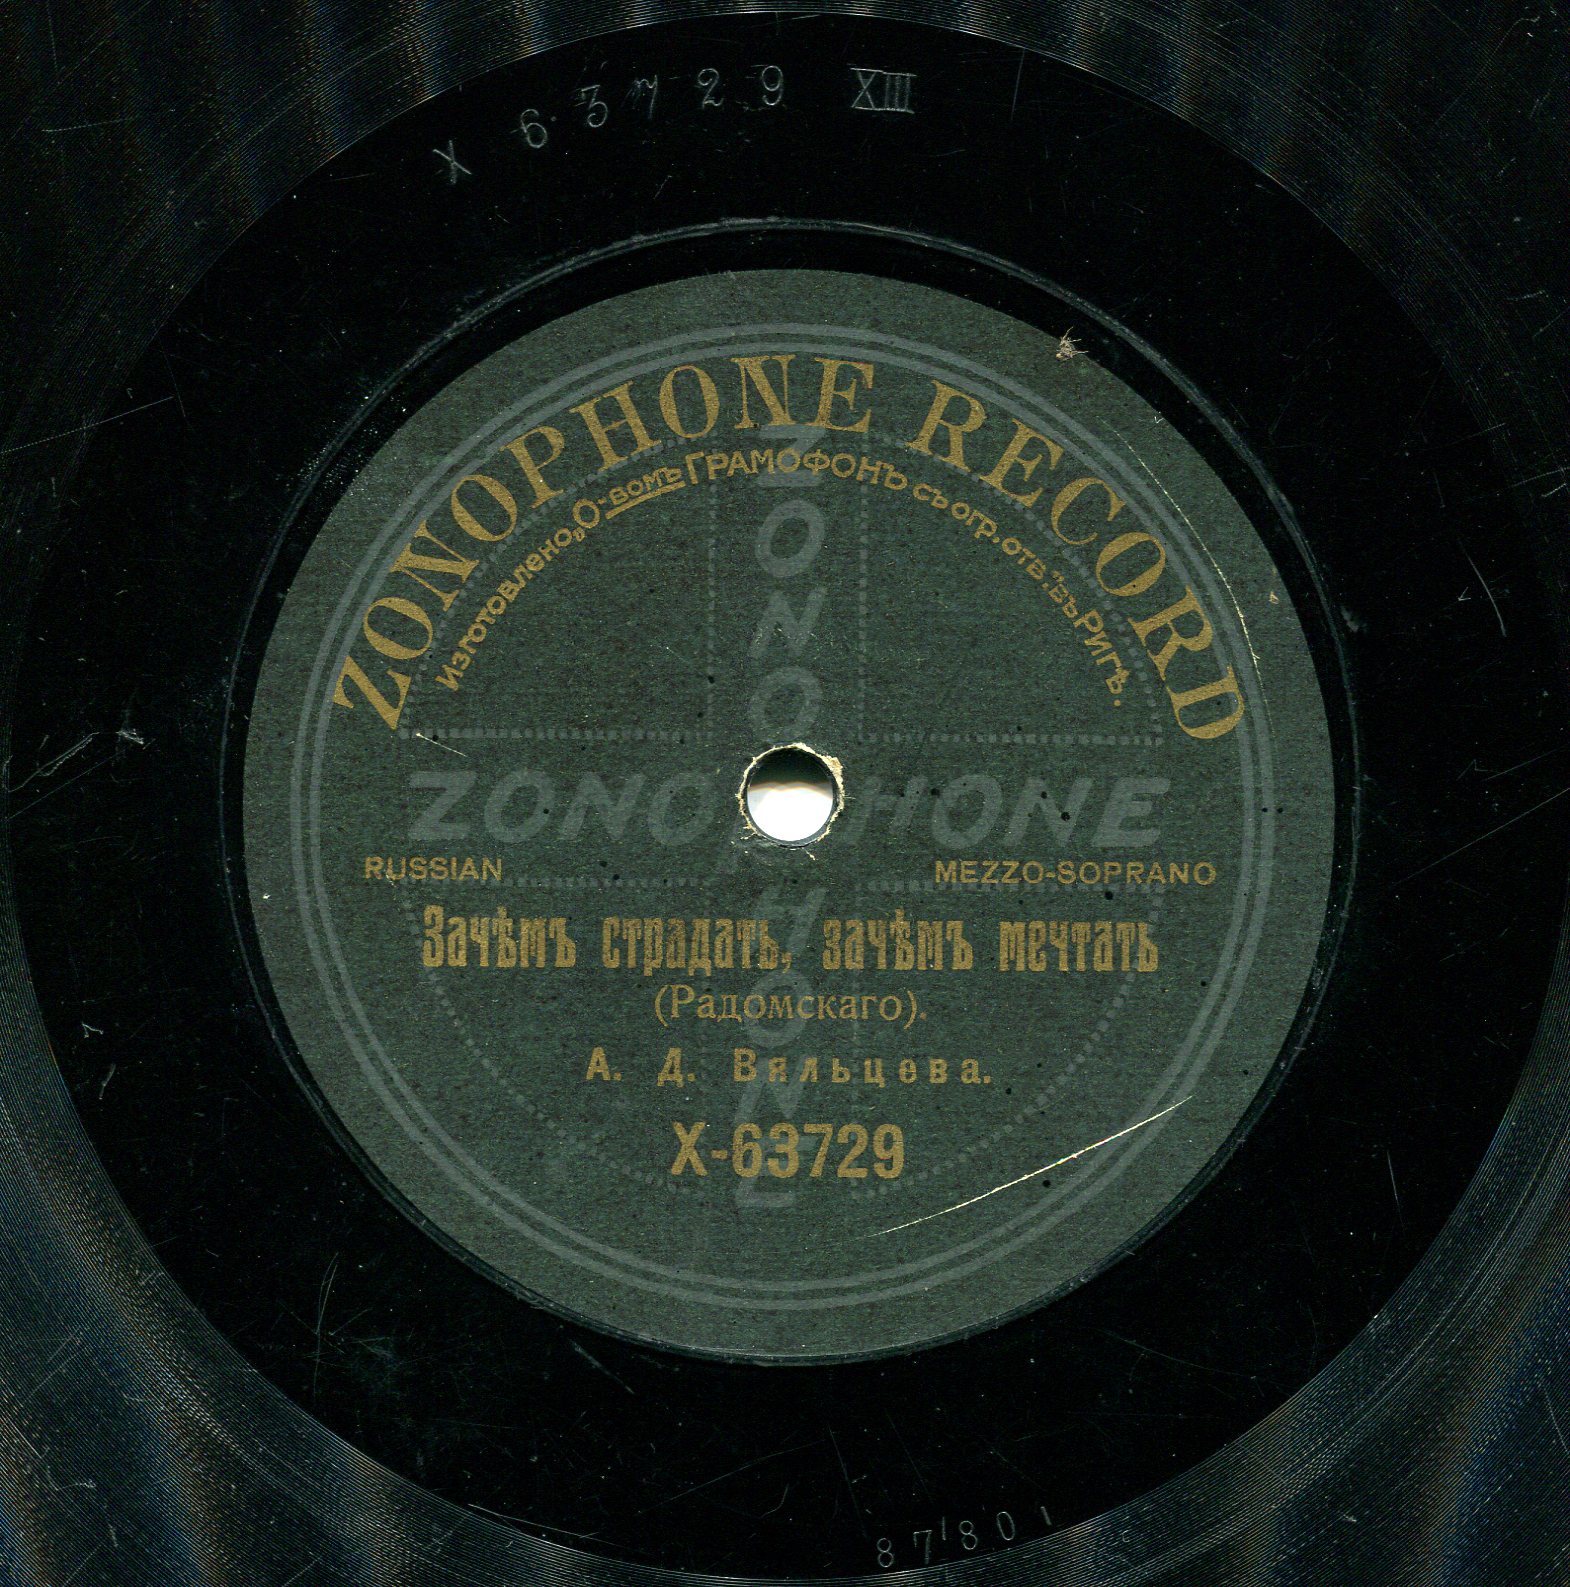 X 63729 XIII
ZONOPHONE RECORD
Изготовлено „О-вомъ ГРАМОФОНЪ съ огр. отв.“ въ Ригѣ.
ZONOPHONE
ZONOPHONE
RUSSIAN MEZZO-SOPRANO
Зачѣмъ страдать, зачѣмъ мечтать
(Радомскаго).
А. Д. Вяльцева.
X-63729